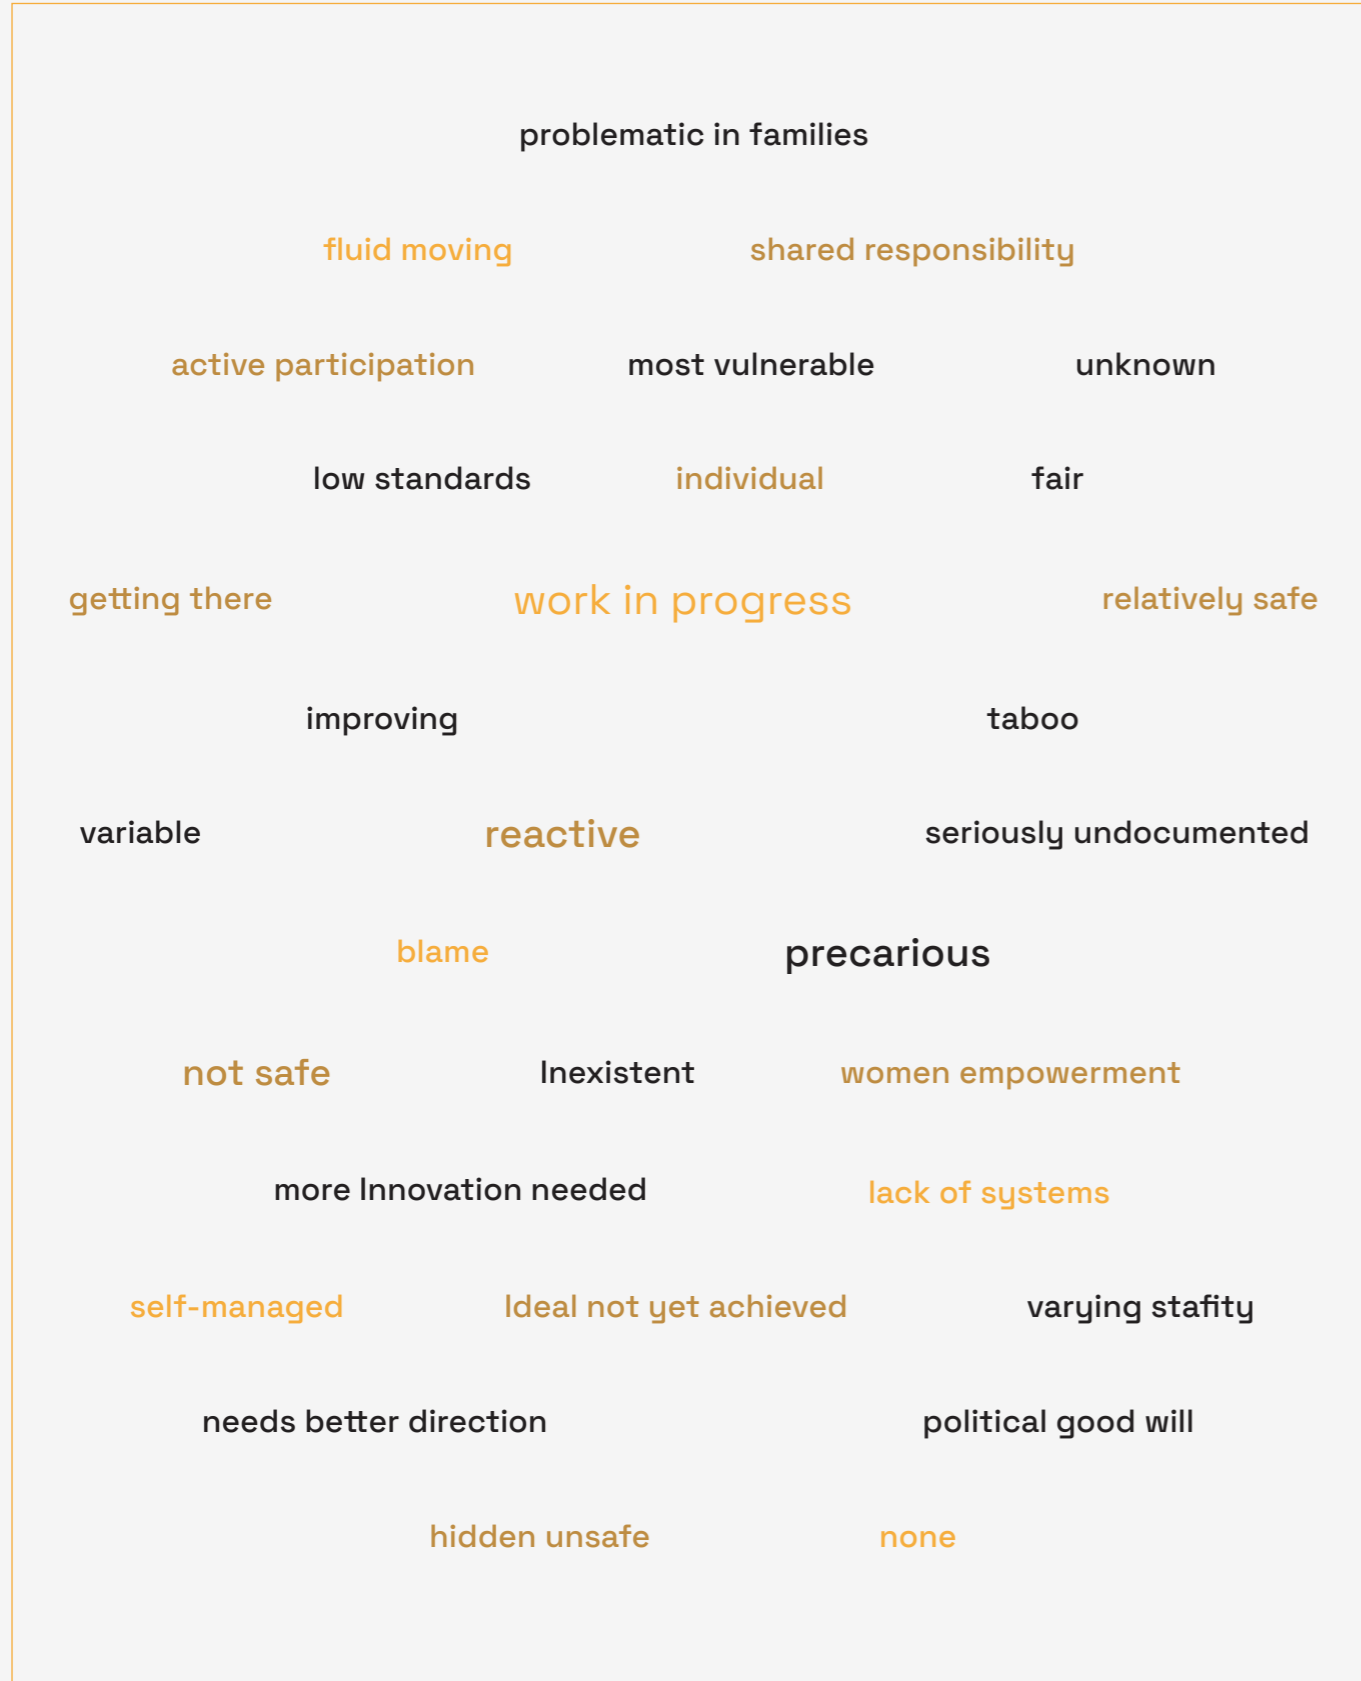 problematic in families
fluid moving shared responsibility
active participation most vulnerable unknown
low standards individual fair
getting there work in progress relatively safe
improving taboo
variable reactive seriously undocumented
blame precarious
not safe Inexistent women empowerment
more Innovation needed lack of systems
self-managed Ideal not yet achieved varying stafity
needs better direction political good will
hidden unsafe none